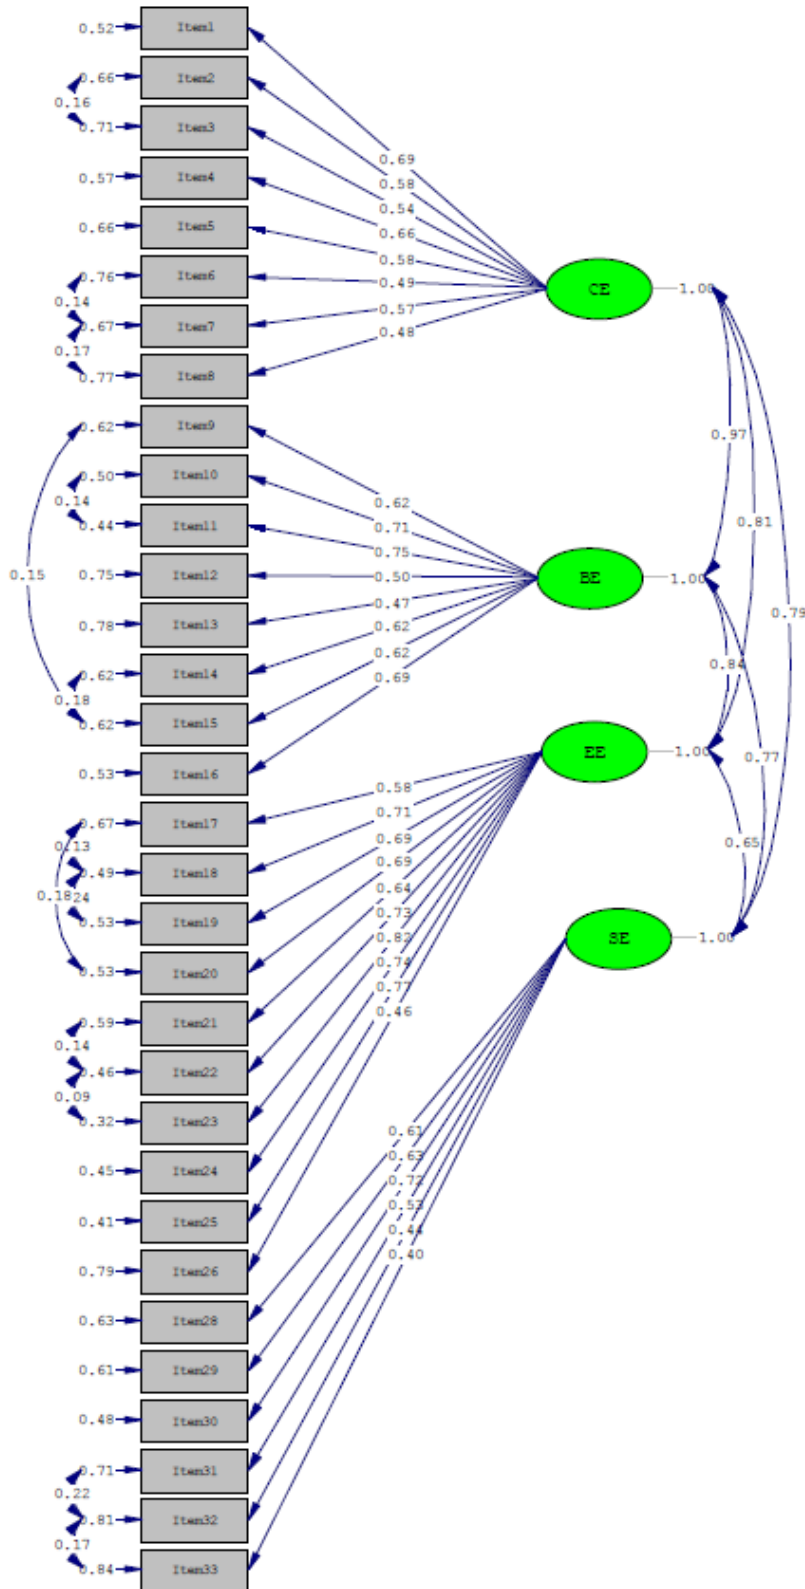 0.52 Item1
0.66 Item2
0.16
0.71 Item3
0.57 Item4
0.66 Item5
0.76 Item6
0.14
0.67 Item7
0.17
0.77 Item8
0.69
0.58
0.54
0.66
0.58
0.49
0.57
0.48
CE 1.00
0.62 Item9
0.50 Item10
0.14
0.44 Item11
0.15
0.75 Item12
0.78 Item13
0.62 Item14
0.18
0.62 Item15
0.53 Item16
0.62
0.71
0.75
0.50
0.47
0.62
0.62
0.69
BE 1.00
0.67 Item17
0.13
0.49 Item18
0.18 24
0.53 Item19
0.53 Item20
0.59 Item21
0.14
0.46 Item22
0.09
0.32 Item23
0.45 Item24
0.41 Item25
0.79 Item26
0.58
0.71
0.69
0.69
0.64
0.73
0.82
0.74
0.77
0.46
EE 1.00
0.63 Item28
0.61 Item29
0.48 Item30
0.71 Item31
0.22
0.81 Item32
0.17
0.84 Item33
0.61
0.63
0.72
0.53
0.44
0.40
SE 1.00
0.97
0.81
0.79
0.84
0.77
0.65